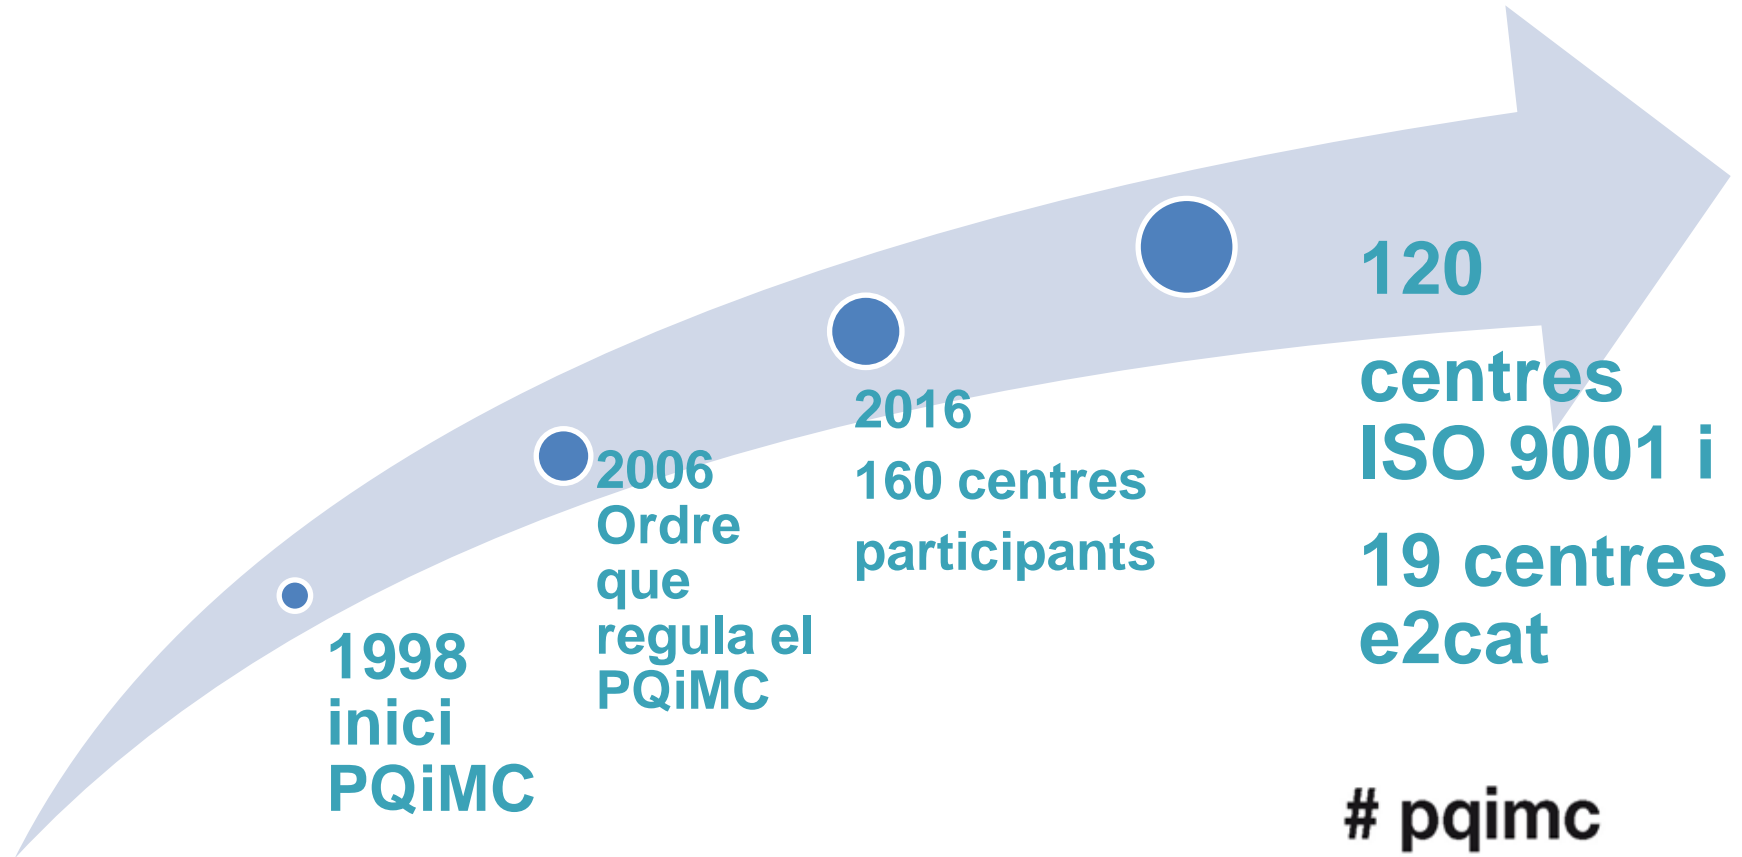 1998
inici
PQiMC
2006
Ordre
que
regula el
PQiMC
2016
160 centres
participants
120
centres
ISO 9001 i
19 centres
e2cat
# pqimc